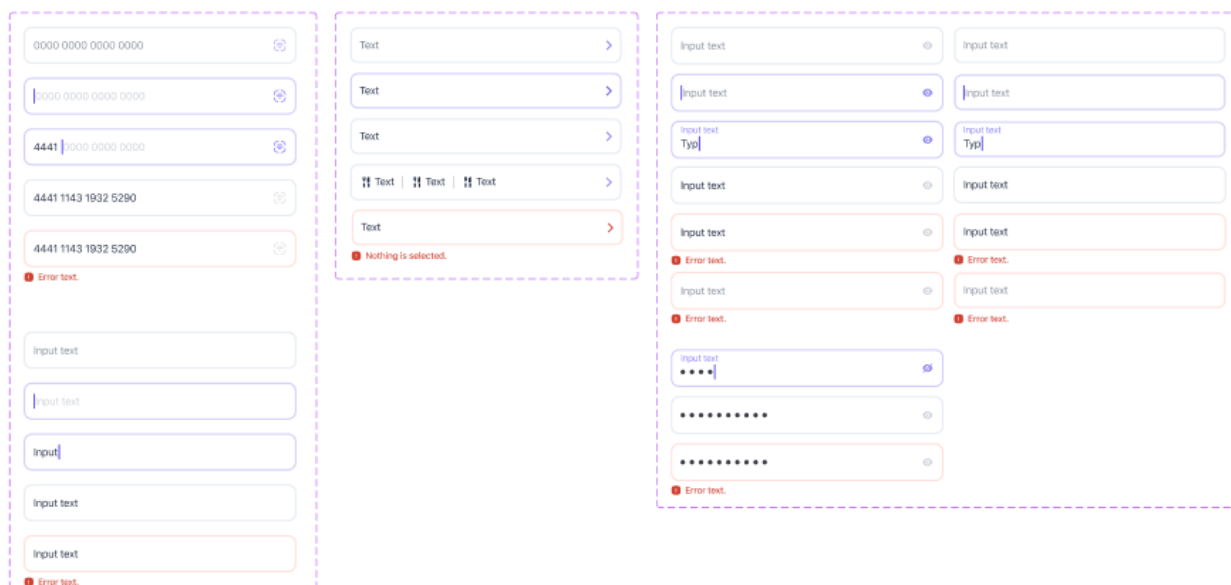 0000 0000 0000 0000
0000 0000 0000 0000
4441 0000 0000 0000
4441 1143 1932 5290
4441 1143 1932 5290
Error text.
Input text
Input text
Input
Input text
Input text
Error text.
Text
Text
Text
Text | Text | Text
Text
Nothing is selected.
Input text
Input text
Input text
Typ
Input text
Input text
Error text.
Input text
Error text.
Input text
••••
••••••••••
••••••••••
Error text.
Input text
Input text
Input text
Typ
Input text
Input text
Error text.
Input text
Error text.